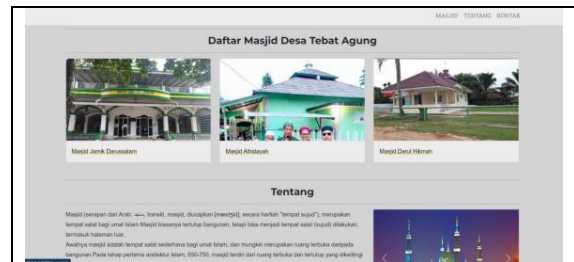 MASJID TENTANG KONTAK
Daftar Masjid Desa Tebat Agung
Masjid Jamik Darussalam
Masjid Alhidayah
Masjid Darul Hikmah
Tentang
Masjid (serapan dari Arab: translit. masjid, diucapkan secara harfiah "tempat sujud"), merupakan
tempat salat bagi umat Islam.Masjid biasanya tertutup bangunan, tetapi bisa menjadi tempat salat (sujud) dilakukan,
termasuk halaman luar.
Awalnya masjid adalah tempat salat sederhana bagi umat Islam, dan mungkin merupakan ruang terbuka daripada
bangunan.Pada tahap pertama arsitektur Islam, 650-750, masjid terdiri dari ruang terbuka dan tertutup yang dikelilingi